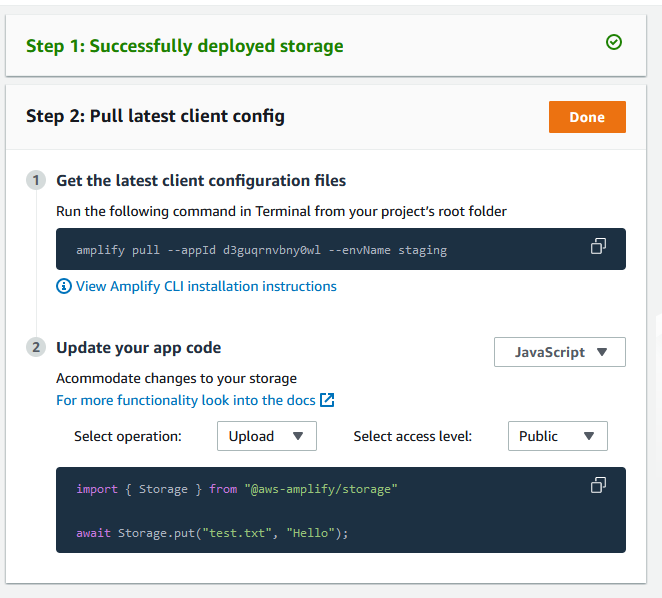 Step 1: Successfully deployed storage
Step 2: Pull latest client config
Done
1
Get the latest client configuration files
Run the following command in Terminal from your project's root folder
amplify pull --appId d3guqrnvbny0wl --envName staging
View Amplify CLI installation instructions
2
Update your app code
JavaScript
Acommodate changes to your storage
For more functionality look into the docs
Select operation:
Upload
Select access level:
Public
import { Storage } from "@aws-amplify/storage"
await Storage.put("test.txt", "Hello");